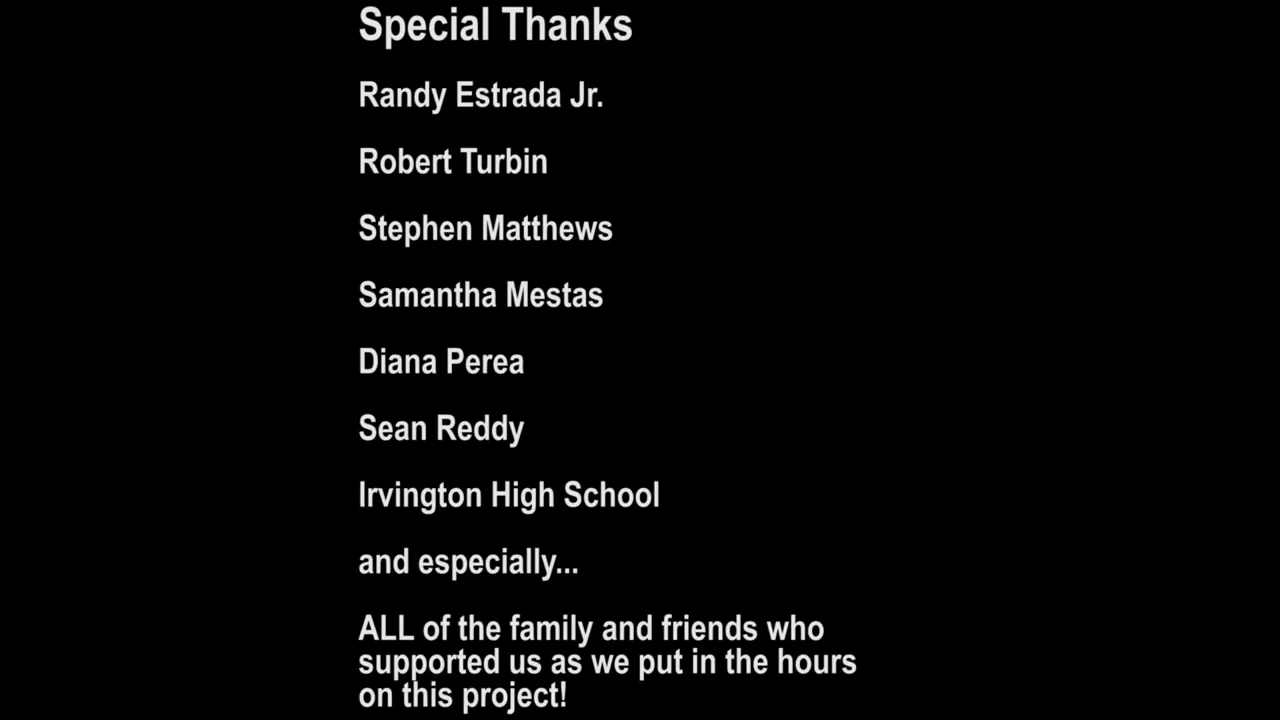 Special Thanks
Randy Estrada Jr.
Robert Turbin
Stephen Matthews
Samantha Mestas
Diana Perea
Sean Reddy
Irvington High School
and especially...
ALL of the family and friends who
supported us as we put in the hours
on this project!